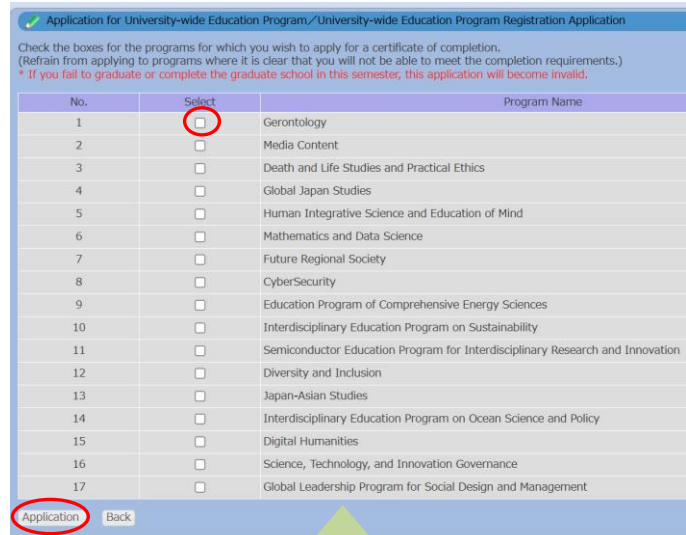 Application for University-wide Education Program／University-wide Education Program Registration Application
Check the boxes for the programs for which you wish to apply for a certificate of completion.
(Refrain from applying to programs where it is clear that you will not be able to meet the completion requirements.)
* If you fail to graduate or complete the graduate school in this semester, this application will become invalid.
No. Select Program Name
1 Gerontology
2 Media Content
3 Death and Life Studies and Practical Ethics
4 Global Japan Studies
5 Human Integrative Science and Education of Mind
6 Mathematics and Data Science
7 Future Regional Society
8 CyberSecurity
9 Education Program of Comprehensive Energy Sciences
10 Interdisciplinary Education Program on Sustainability
11 Semiconductor Education Program for Interdisciplinary Research and Innovation
12 Diversity and Inclusion
13 Japan-Asian Studies
14 Interdisciplinary Education Program on Ocean Science and Policy
15 Digital Humanities
16 Science, Technology, and Innovation Governance
17 Global Leadership Program for Social Design and Management
Application Back